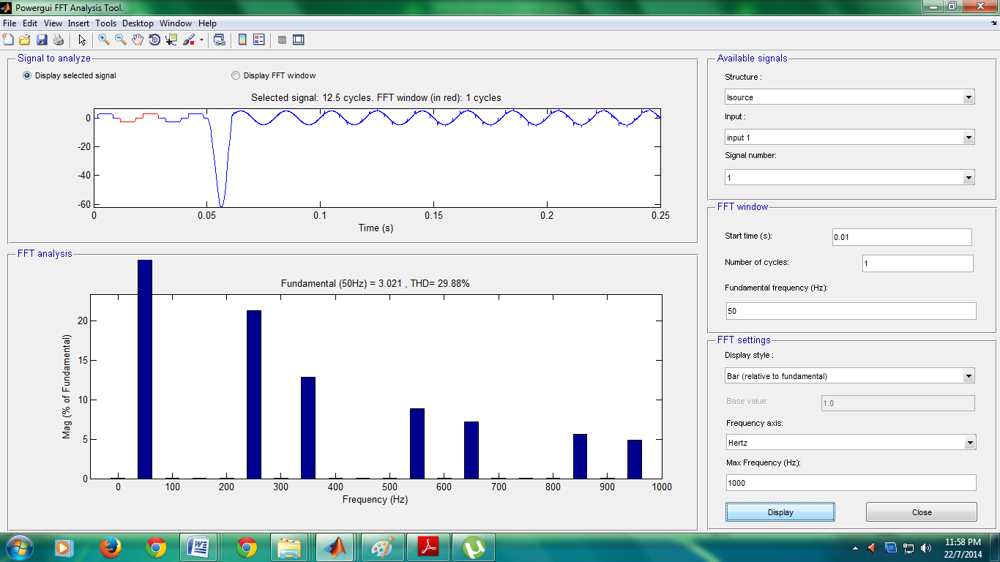 Powergui FFT Analysis Tool.
File Edit View Insert Tools Desktop Window Help
Signal to analyze
Display selected signal
Display FFT window
Selected signal: 12.5 cycles. FFT window (in red): 1 cycles
0
-20
-40
-60
0 0.05 0.1 0.15 0.2 0.25
Time (s)
FFT analysis
Fundamental (50Hz) = 3.021 , THD= 29.88%
Mag (% of Fundamental)
20
15
10
5
0
0 100 200 300 400 500 600 700 800 900 1000
Frequency (Hz)
Available signals
Structure :
Isource
Input :
input 1
Signal number:
1
FFT window
Start time (s):
0.01
Number of cycles:
1
Fundamental frequency (Hz):
50
FFT settings
Display style :
Bar (relative to fundamental)
Base value:
1.0
Frequency axis:
Hertz
Max Frequency (Hz):
1000
Display
Close
11:58 PM
22/7/2014